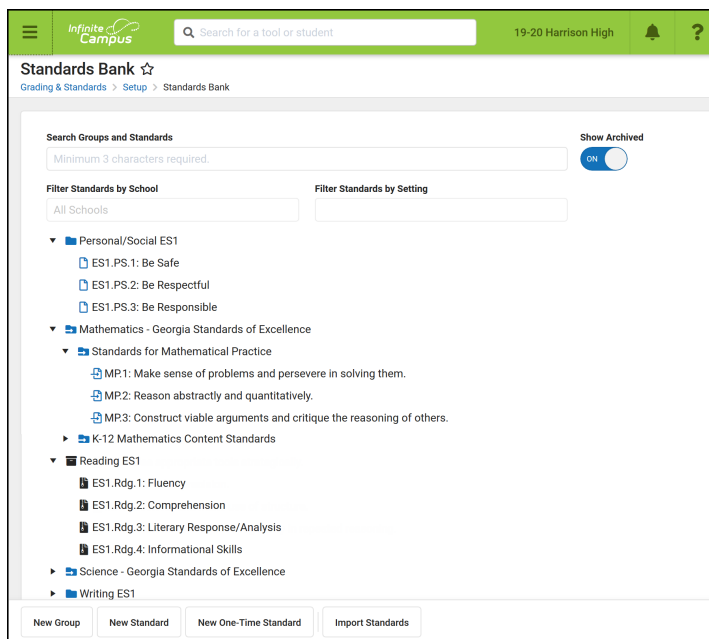 Infinite Campus
Search for a tool or student
19-20 Harrison High
?
Standards Bank
Grading & Standards > Setup > Standards Bank
Search Groups and Standards
Show Archived
Minimum 3 characters required.
ON
Filter Standards by School
Filter Standards by Setting
All Schools
Personal/Social ES1
ES1.PS.1: Be Safe
ES1.PS.2: Be Respectful
ES1.PS.3: Be Responsible
Mathematics - Georgia Standards of Excellence
Standards for Mathematical Practice
MP.1: Make sense of problems and persevere in solving them.
MP.2: Reason abstractly and quantitatively.
MP.3: Construct viable arguments and critique the reasoning of others.
K-12 Mathematics Content Standards
Reading ES1
ES1.Rdg.1: Fluency
ES1.Rdg.2: Comprehension
ES1.Rdg.3: Literary Response/Analysis
ES1.Rdg.4: Informational Skills
Science - Georgia Standards of Excellence
Writing ES1
New Group New Standard New One-Time Standard Import Standards